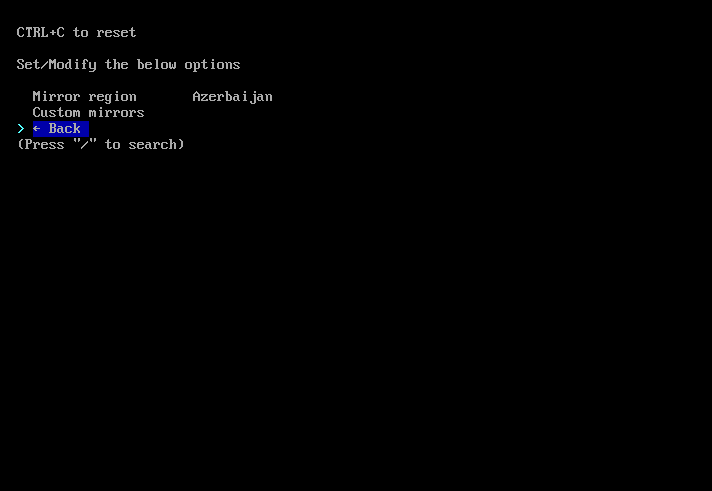 CTRL+C to reset
Set/Modify the below options
Mirror region Azerbaijan
Custom mirrors
> ← Back
(Press "/" to search)